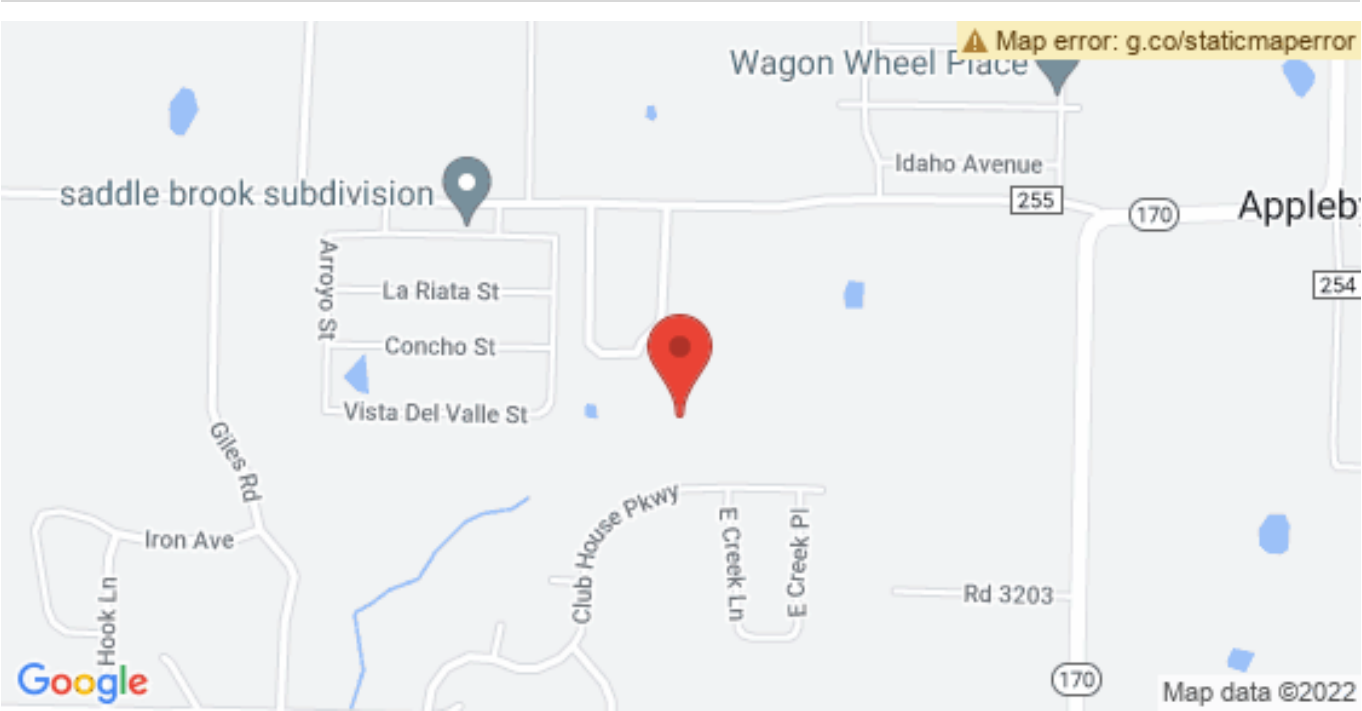 Map error: g.co/staticmaperror
Wagon Wheel Place
Idaho Avenue
saddle brook subdivision
255
170
Appleby
254
Arroyo St
La Riata St
Concho St
Vista Del Valle St
Giles Rd
Club House Pkwy
Iron Ave
E Creek Ln
E Creek Pl
Rd 3203
Hook Ln
Google
170
Map data ©2022